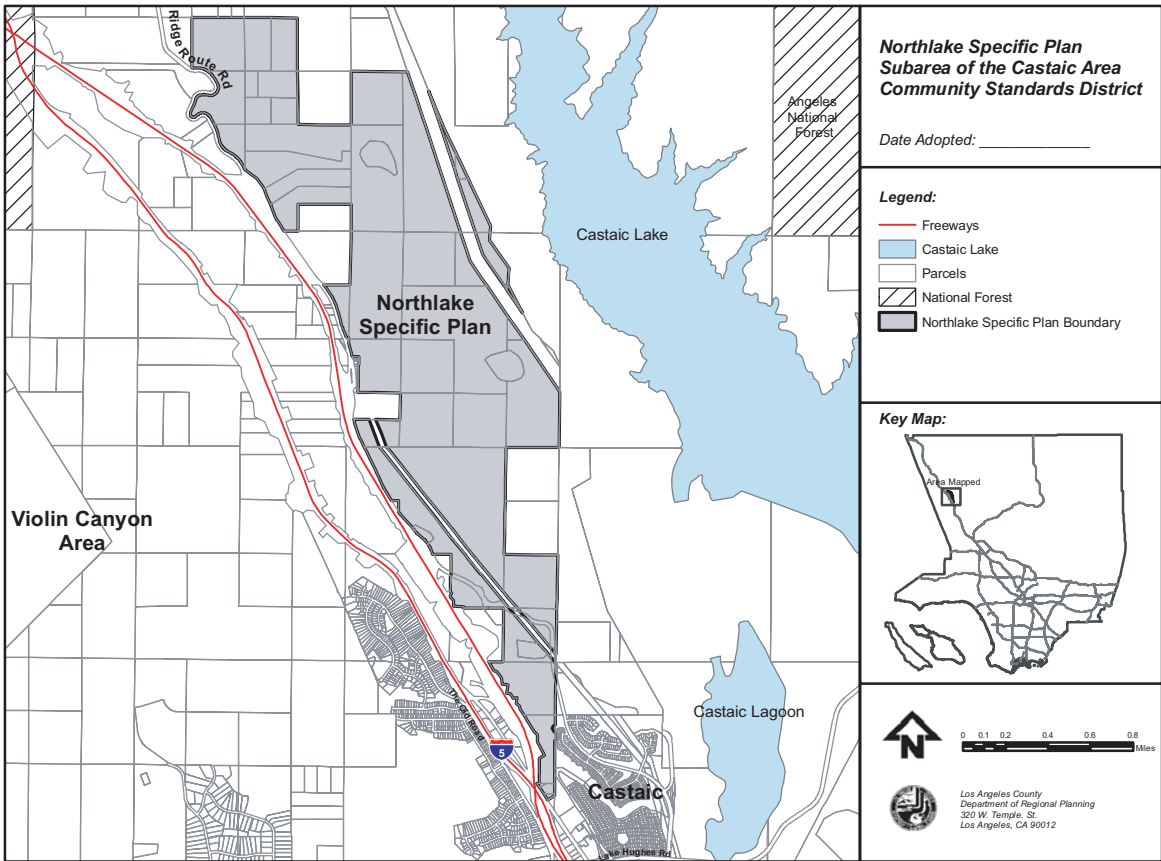 Ridge Route Rd
Angeles
National
Forest
Castaic Lake
Northlake
Specific Plan
Violin Canyon
Area
The Old Road
5
Castaic Lagoon
Castaic
Lake Hughes Rd
Northlake Specific Plan
Subarea of the Castaic Area
Community Standards District
Date Adopted: ______________
Legend:
Freeways
Castaic Lake
Parcels
National Forest
Northlake Specific Plan Boundary
Key Map:
Area Mapped
N
0 0.1 0.2 0.4 0.6 0.8
Miles
Los Angeles County
Department of Regional Planning
320 W. Temple. St.
Los Angeles, CA 90012